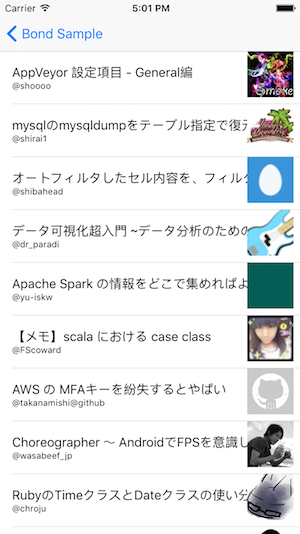 Carrier 5:01 PM
Bond Sample
AppVeyor 設定項目 - General編
@shoooo
Smoke
mysqlのmysqldumpをテーブル指定で復元
@shirai1
オートフィルタしたセル内容を、フィルタ
@shibahead
データ可視化超入門 ~データ分析のための
@dr_paradi
Apache Spark の情報をどこで集めればよ
@yu-iskw
【メモ】scala における case class
@FScoward
AWS の MFAキーを紛失するとやばい
@takanamishi@github
Choreographer 〜 AndroidでFPSを意識し
@wasabeef_jp
RubyのTimeクラスとDateクラスの使い分
@chroju